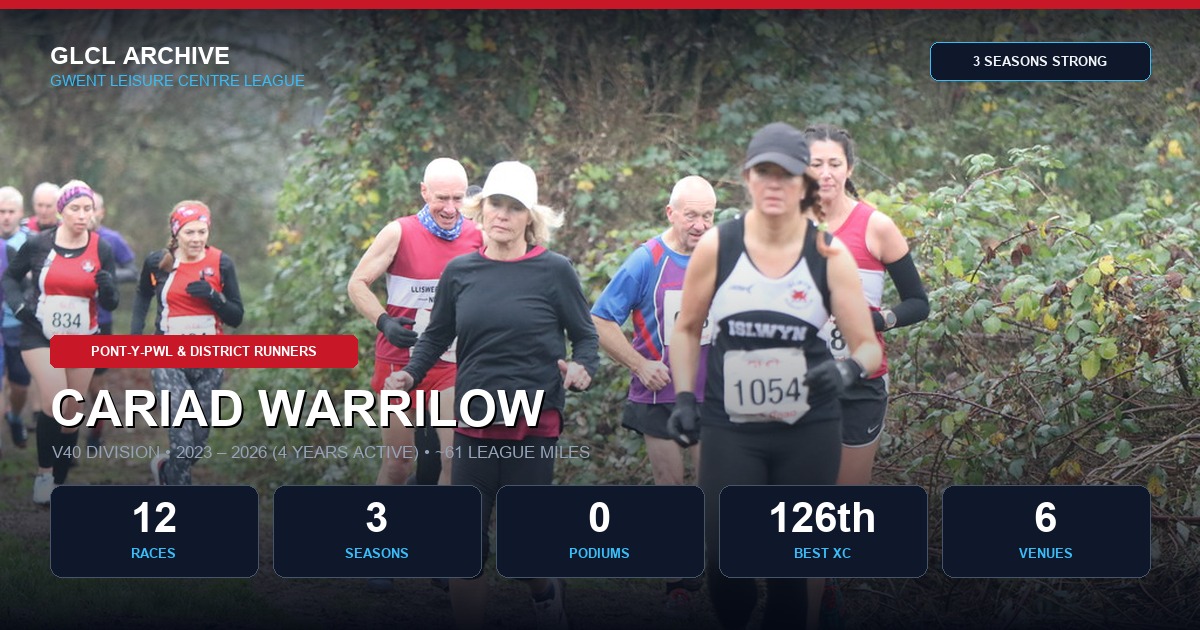 GLCL ARCHIVE
GWENT LEISURE CENTRE LEAGUE
3 SEASONS STRONG
834
ISLWYN
1054
PONT-Y-PWL & DISTRICT RUNNERS
CARIAD WARRILOW
V40 DIVISION • 2023 – 2026 (4 YEARS ACTIVE) • ~61 LEAGUE MILES
12
RACES
3
SEASONS
0
PODIUMS
126th
BEST XC
6
VENUES